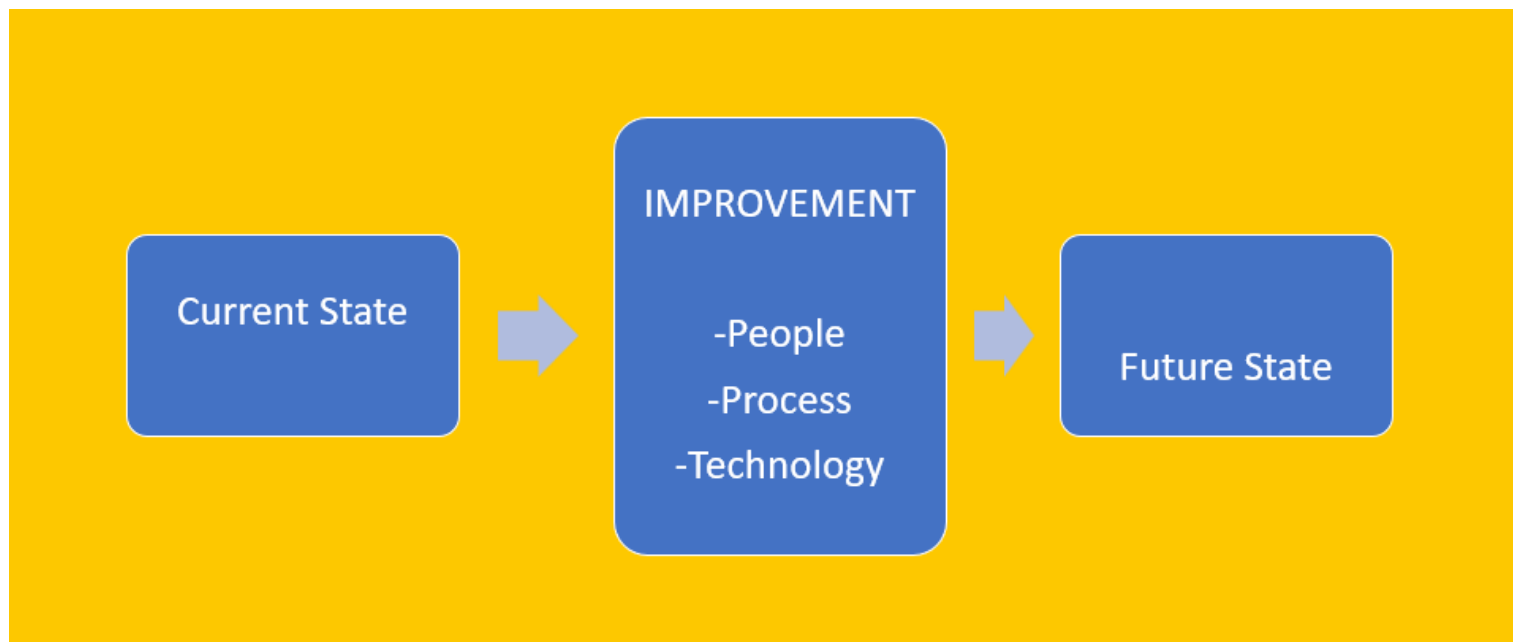 Current State
IMPROVEMENT
-People
-Process
-Technology
Future State